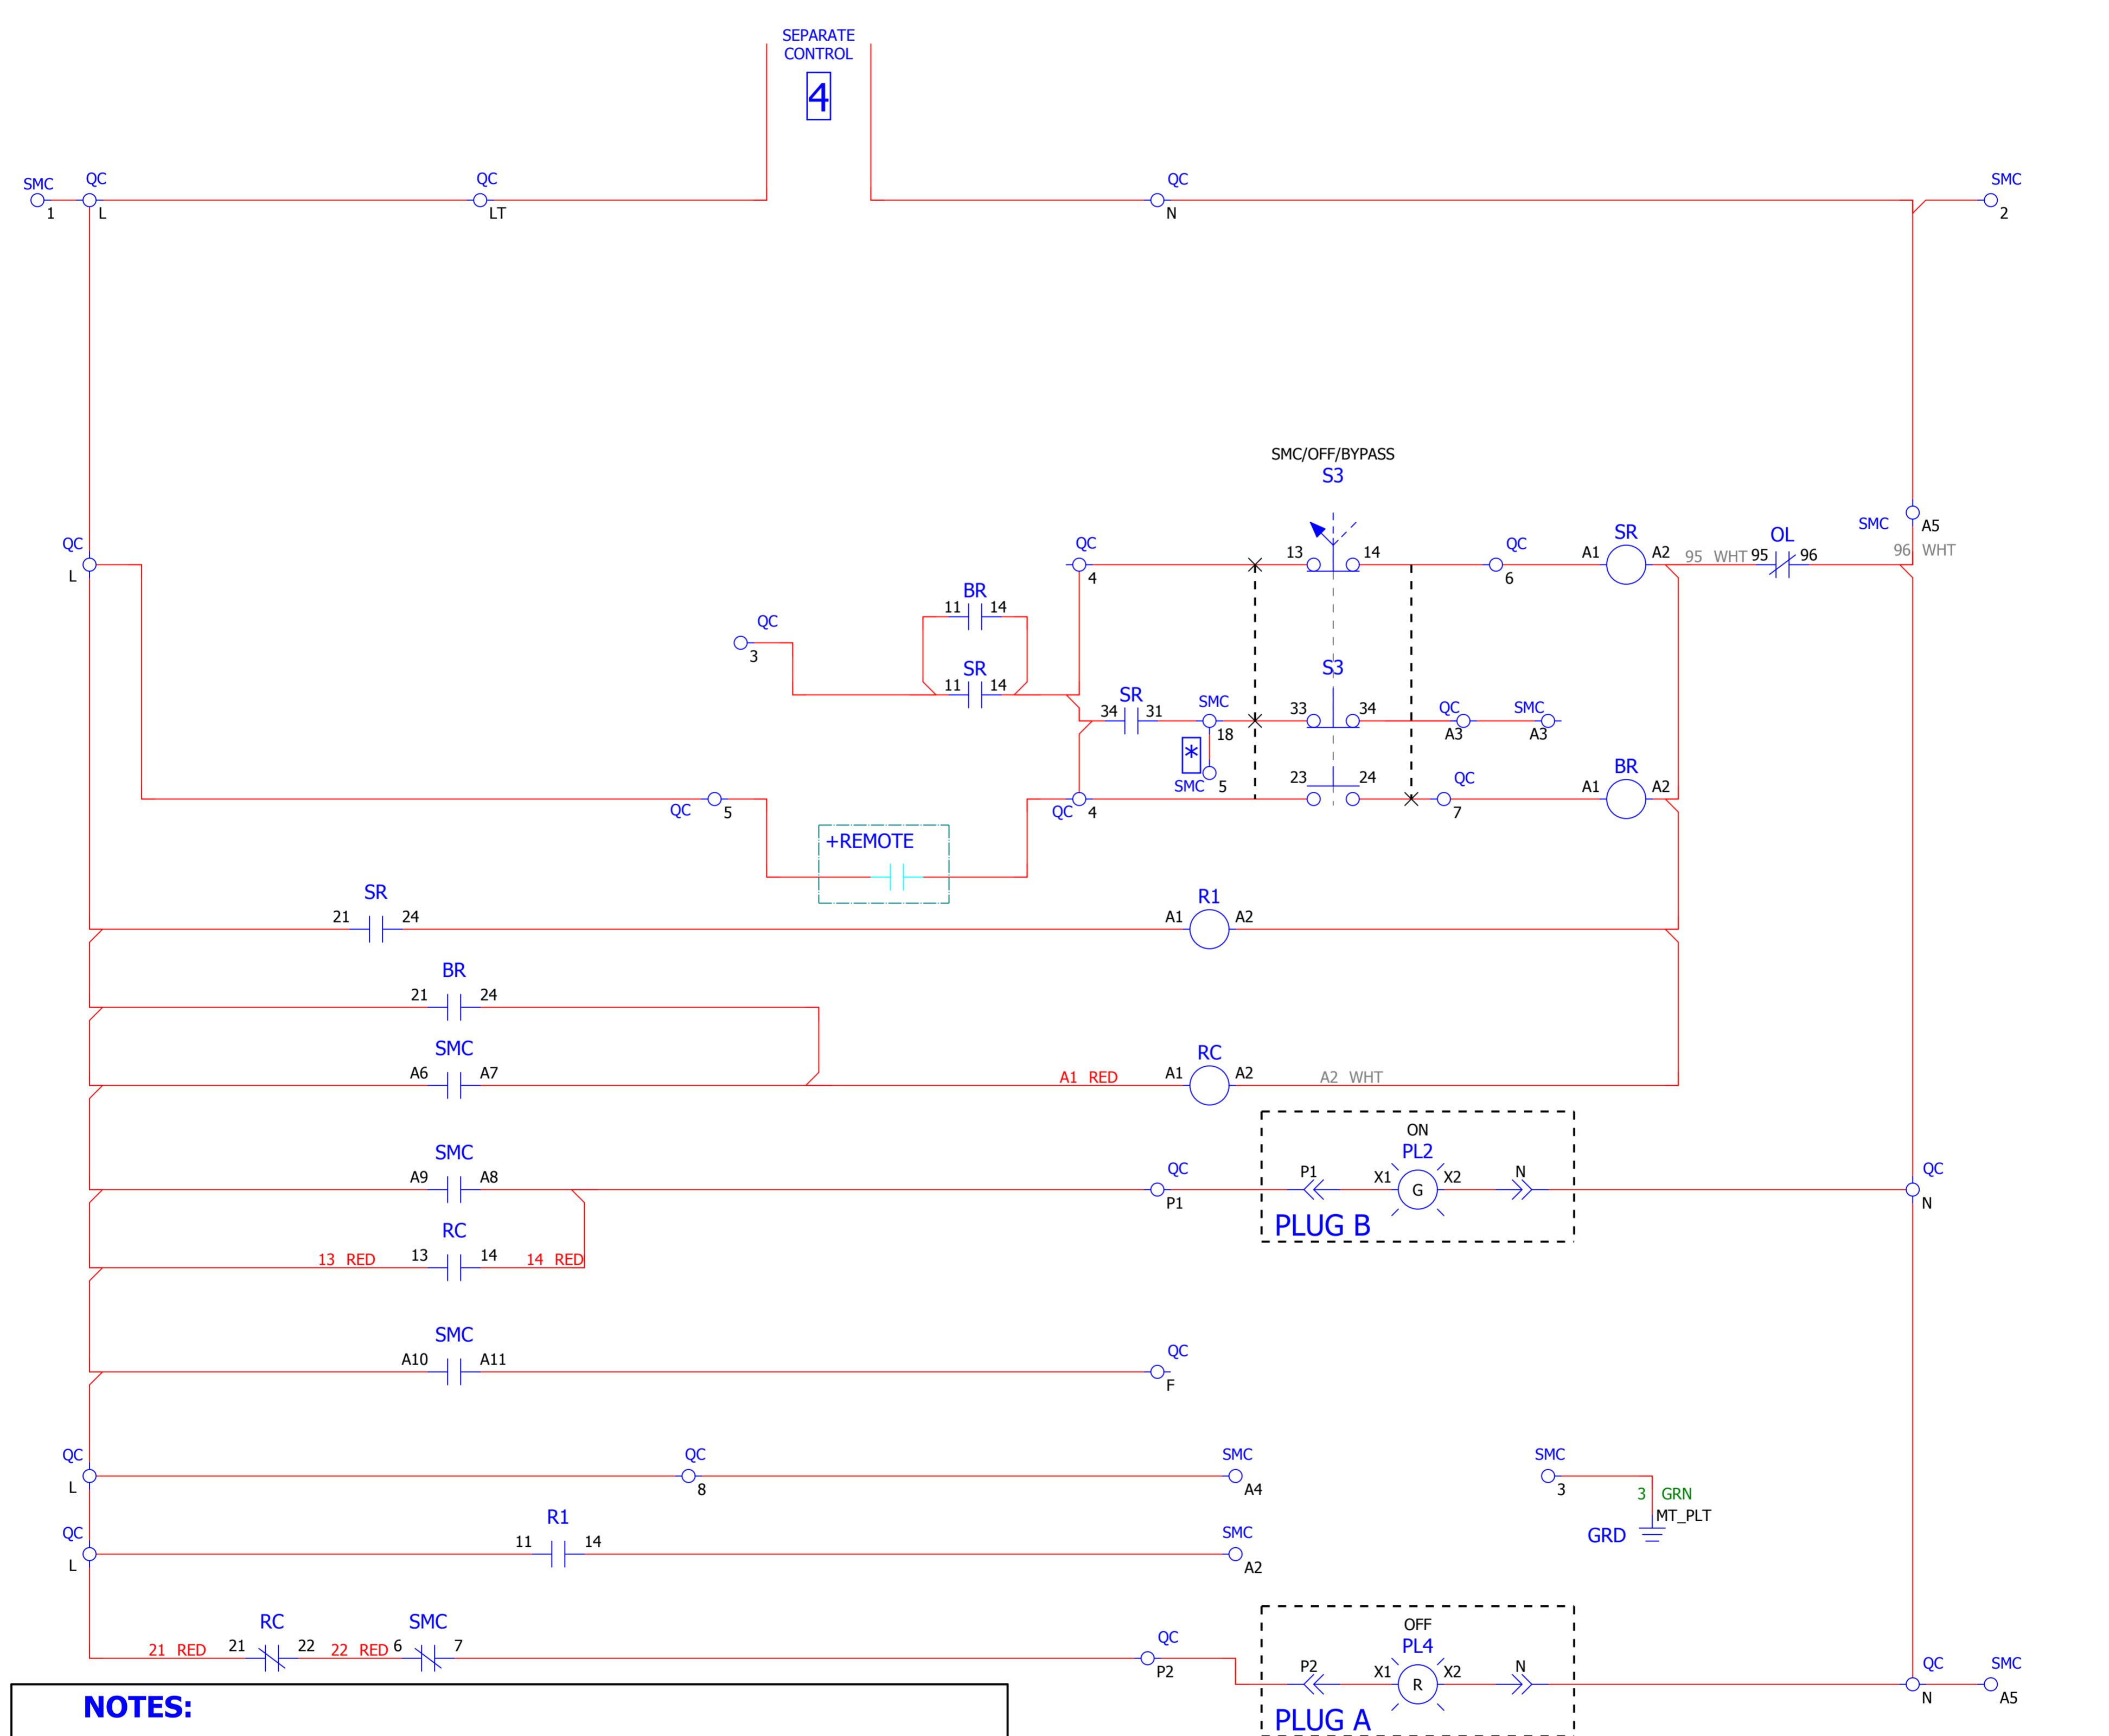 SEPARATE
CONTROL
4
SMC QC QC QC SMC
1 L LT N 2
SMC/OFF/BYPASS
S3
QC
L
QC
4
13 14
QC
6
SR
A1 A2
95 WHT 95
OL
96
SMC
A5
96 WHT
BR
11 14
QC
3
SR
11 14
S3
SR
34 31
SMC
18
33 34
QC
A3
SMC
A3
*
SMC 5
23 24
QC
7
BR
A1 A2
QC 5
QC 4
+REMOTE
SR
21 24
R1
A1 A2
BR
21 24
SMC
A6 A7
A1 RED
RC
A1 A2
A2 WHT
SMC
A9 A8
QC
P1
ON
PL2
P1 X1 G X2 N
PLUG B
QC
N
RC
13 RED 13 14 14 RED
SMC
A10 A11
QC
F
QC
L
QC
8
SMC
A4
SMC
3
3 GRN
MT_PLT
GRD
QC
L
R1
11 14
SMC
A2
RC SMC
21 RED 21 22 22 RED 6 7
QC
P2
OFF
PL4
P2 X1 R X2 N
PLUG A
QC SMC
N A5
NOTES: